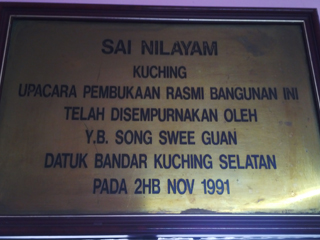 SAI NILAYAM
KUCHING
UPACARA PEMBUKAAN RASMI BANGUNAN INI
TELAH DISEMPURNAKAN OLEH
Y.B. SONG SWEE GUAN
DATUK BANDAR KUCHING SELATAN
PADA 2HB NOV 1991